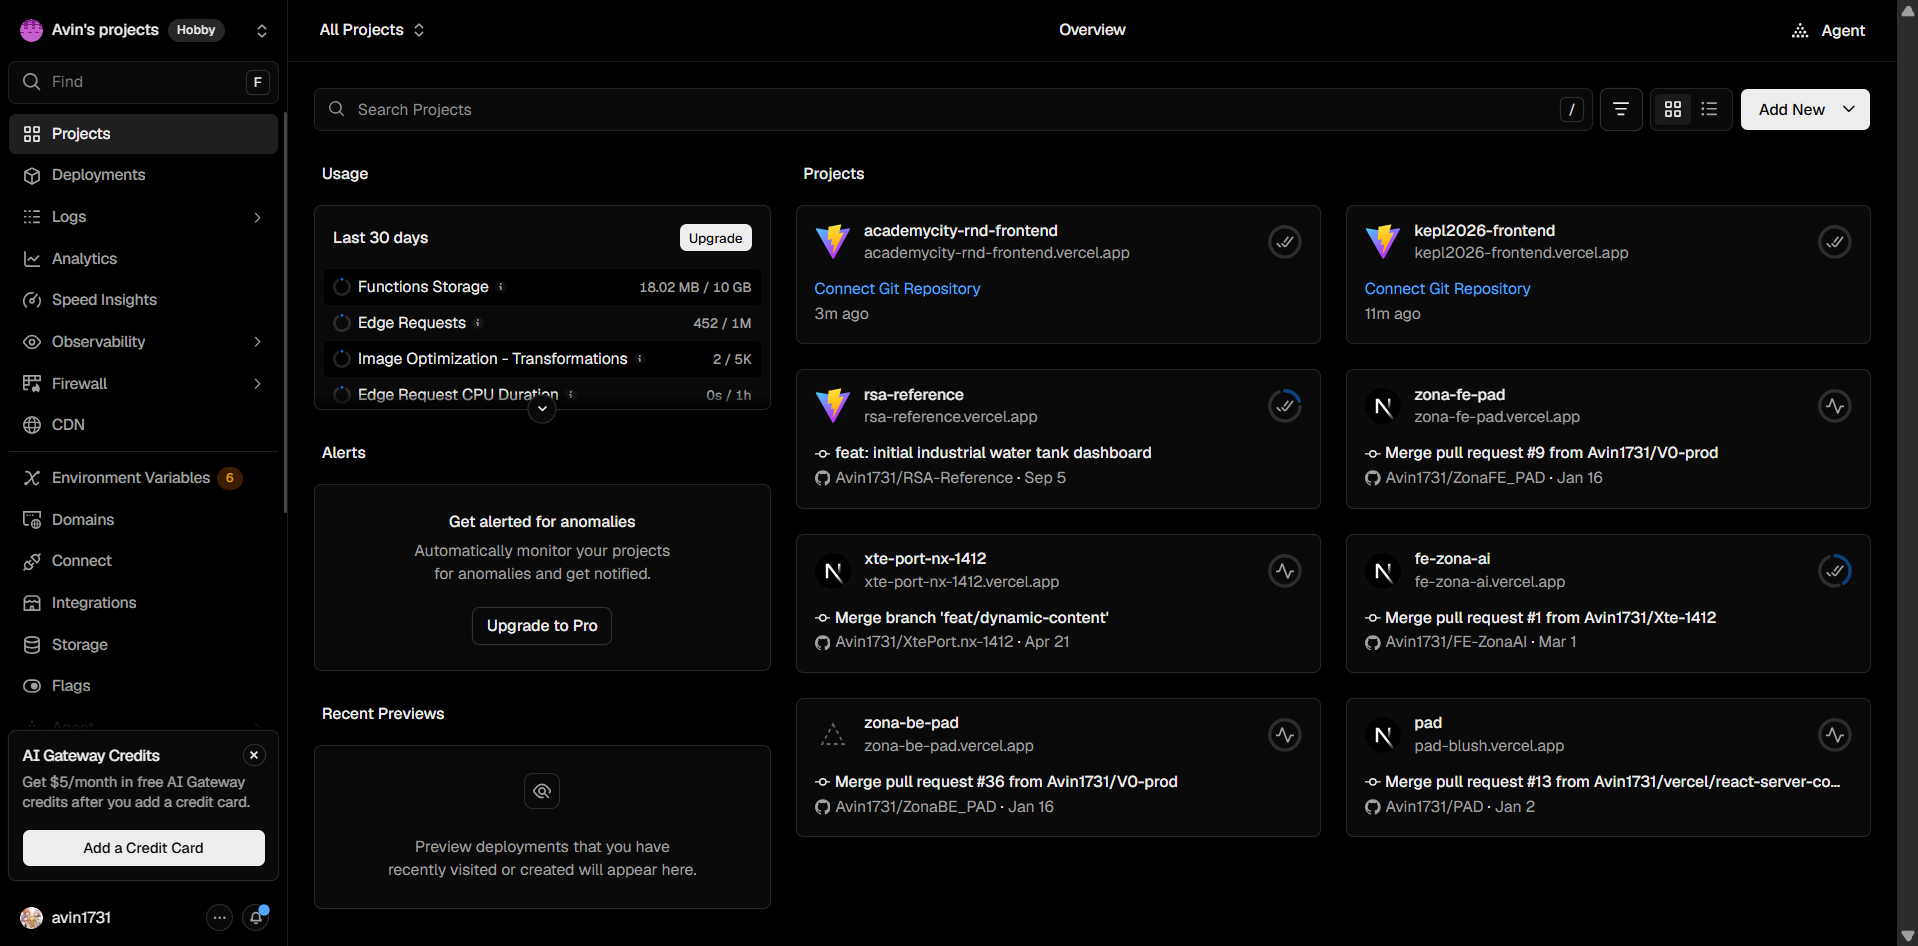 Avin's projects Hobby
Find F
Projects
Deployments
Logs
Analytics
Speed Insights
Observability
Firewall
CDN
Environment Variables 6
Domains
Connect
Integrations
Storage
Flags
Agent
AI Gateway Credits
Get $5/month in free AI Gateway
credits after you add a credit card.
Add a Credit Card
avin1731
All Projects
Overview
Agent
Search Projects /
Add New
Usage
Last 30 days Upgrade
Functions Storage 18.02 MB / 10 GB
Edge Requests 452 / 1M
Image Optimization - Transformations 2 / 5K
Edge Request CPU Duration 0s / 1h
Alerts
Get alerted for anomalies
Automatically monitor your projects
for anomalies and get notified.
Upgrade to Pro
Recent Previews
Preview deployments that you have
recently visited or created will appear here.
Projects
academycity-rnd-frontend
academycity-rnd-frontend.vercel.app
Connect Git Repository
3m ago
kepl2026-frontend
kepl2026-frontend.vercel.app
Connect Git Repository
11m ago
rsa-reference
rsa-reference.vercel.app
feat: initial industrial water tank dashboard
Avin1731/RSA-Reference · Sep 5
zona-fe-pad
zona-fe-pad.vercel.app
Merge pull request #9 from Avin1731/V0-prod
Avin1731/ZonaFE_PAD · Jan 16
xte-port-nx-1412
xte-port-nx-1412.vercel.app
Merge branch 'feat/dynamic-content'
Avin1731/XtePort.nx-1412 · Apr 21
fe-zona-ai
fe-zona-ai.vercel.app
Merge pull request #1 from Avin1731/Xte-1412
Avin1731/FE-ZonaAI · Mar 1
zona-be-pad
zona-be-pad.vercel.app
Merge pull request #36 from Avin1731/V0-prod
Avin1731/ZonaBE_PAD · Jan 16
pad
pad-blush.vercel.app
Merge pull request #13 from Avin1731/vercel/react-server-co...
Avin1731/PAD · Jan 2